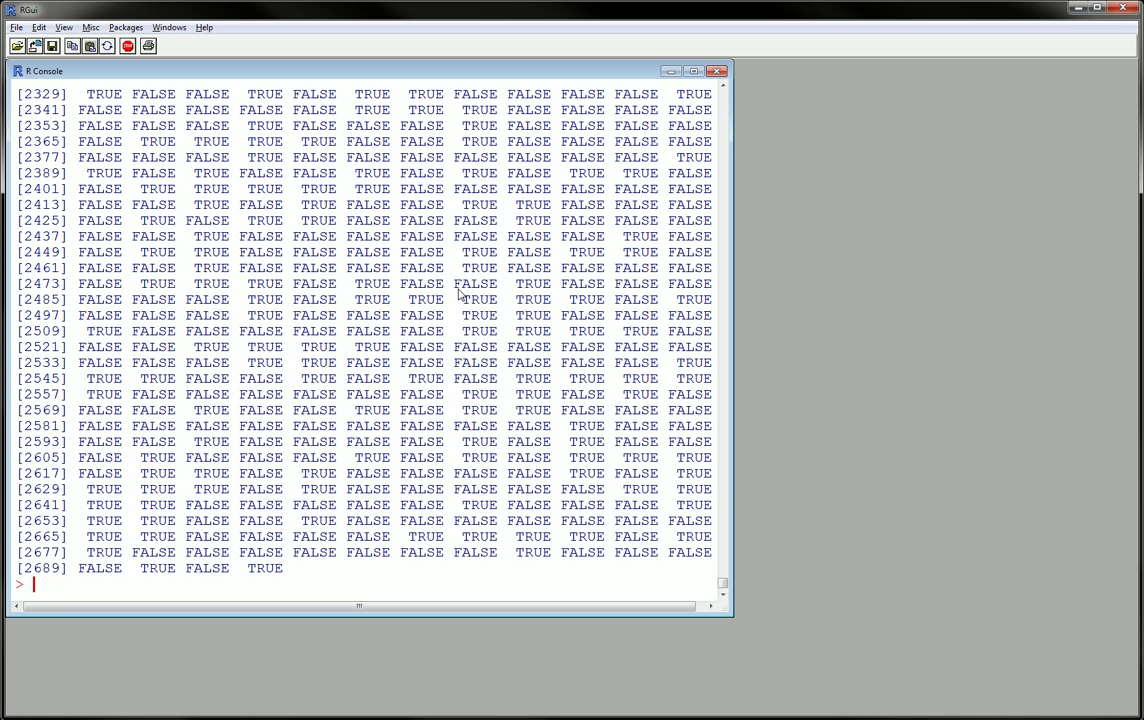 RGui
File Edit View Misc Packages Windows Help
R Console
[2329] TRUE FALSE FALSE TRUE FALSE TRUE TRUE FALSE FALSE FALSE FALSE TRUE
[2341] FALSE FALSE FALSE FALSE FALSE TRUE TRUE TRUE FALSE FALSE FALSE FALSE
[2353] FALSE FALSE FALSE TRUE FALSE FALSE FALSE TRUE FALSE FALSE FALSE FALSE
[2365] FALSE TRUE TRUE TRUE TRUE FALSE FALSE TRUE FALSE FALSE FALSE FALSE
[2377] FALSE FALSE FALSE TRUE FALSE FALSE FALSE FALSE FALSE FALSE FALSE TRUE
[2389] TRUE FALSE TRUE FALSE FALSE TRUE FALSE TRUE FALSE TRUE TRUE FALSE
[2401] FALSE TRUE TRUE TRUE TRUE TRUE FALSE FALSE FALSE FALSE FALSE FALSE
[2413] FALSE FALSE TRUE FALSE TRUE FALSE FALSE TRUE TRUE FALSE FALSE FALSE
[2425] FALSE TRUE FALSE TRUE TRUE FALSE FALSE FALSE TRUE FALSE FALSE FALSE
[2437] FALSE FALSE TRUE FALSE FALSE FALSE FALSE FALSE FALSE FALSE TRUE FALSE
[2449] FALSE TRUE TRUE FALSE FALSE FALSE FALSE TRUE FALSE TRUE TRUE FALSE
[2461] FALSE FALSE TRUE FALSE FALSE FALSE FALSE TRUE FALSE FALSE FALSE FALSE
[2473] FALSE TRUE TRUE TRUE FALSE TRUE FALSE FALSE TRUE FALSE FALSE FALSE
[2485] FALSE FALSE FALSE TRUE FALSE TRUE TRUE TRUE TRUE TRUE FALSE TRUE
[2497] FALSE FALSE FALSE TRUE FALSE FALSE FALSE TRUE TRUE FALSE FALSE FALSE
[2509] TRUE FALSE FALSE FALSE FALSE FALSE FALSE TRUE TRUE TRUE TRUE FALSE
[2521] FALSE FALSE TRUE TRUE TRUE TRUE FALSE FALSE FALSE FALSE FALSE FALSE
[2533] FALSE FALSE FALSE TRUE TRUE FALSE FALSE FALSE FALSE FALSE FALSE TRUE
[2545] TRUE TRUE FALSE FALSE TRUE FALSE TRUE FALSE TRUE TRUE TRUE TRUE
[2557] TRUE FALSE FALSE FALSE FALSE FALSE FALSE TRUE TRUE FALSE TRUE FALSE
[2569] FALSE FALSE TRUE FALSE FALSE TRUE FALSE TRUE TRUE FALSE FALSE FALSE
[2581] FALSE FALSE FALSE FALSE FALSE FALSE FALSE FALSE FALSE TRUE FALSE FALSE
[2593] FALSE FALSE TRUE FALSE FALSE FALSE FALSE TRUE FALSE TRUE FALSE FALSE
[2605] FALSE TRUE FALSE FALSE FALSE TRUE FALSE TRUE FALSE TRUE TRUE TRUE
[2617] FALSE TRUE TRUE FALSE TRUE FALSE FALSE FALSE FALSE TRUE FALSE TRUE
[2629] TRUE TRUE TRUE FALSE TRUE FALSE FALSE FALSE FALSE FALSE TRUE TRUE
[2641] TRUE TRUE FALSE FALSE FALSE FALSE FALSE TRUE FALSE FALSE FALSE TRUE
[2653] TRUE TRUE FALSE FALSE TRUE FALSE FALSE FALSE FALSE FALSE FALSE FALSE
[2665] TRUE TRUE FALSE FALSE FALSE FALSE TRUE TRUE TRUE TRUE FALSE TRUE
[2677] TRUE FALSE FALSE FALSE FALSE FALSE FALSE FALSE TRUE FALSE FALSE FALSE
[2689] FALSE TRUE FALSE TRUE
>